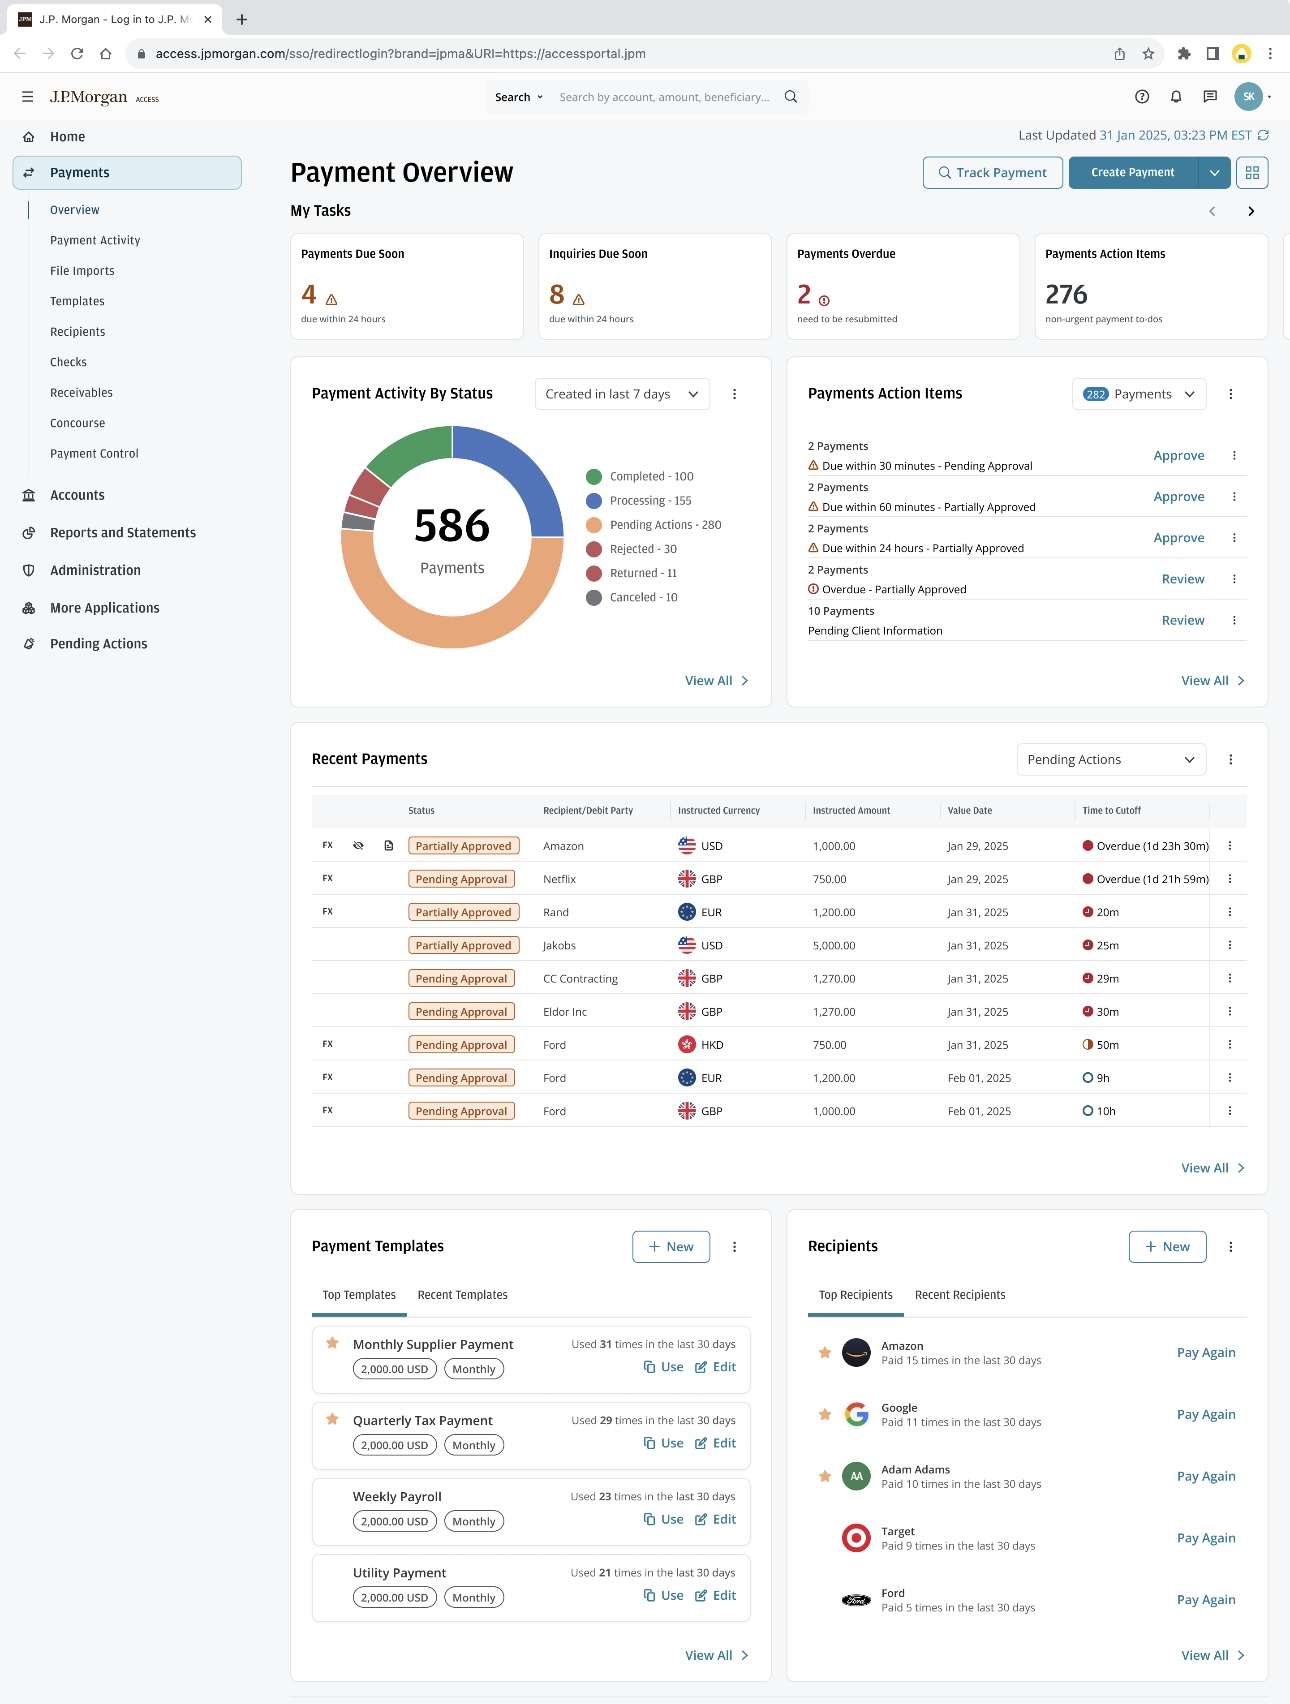 JPM J.P. Morgan - Log in to J.P. Mo
access.jpmorgan.com/sso/redirectlogin?brand=jpma&URI=https://accessportal.jpm
J.P.Morgan ACCESS
Search
Search by account, amount, beneficiary...
SK
Last Updated 31 Jan 2025, 03:23 PM EST
Home
Payments
Overview
Payment Activity
File Imports
Templates
Recipients
Checks
Receivables
Concourse
Payment Control
Accounts
Reports and Statements
Administration
More Applications
Pending Actions
Payment Overview
Track Payment
Create Payment
My Tasks
Payments Due Soon
4
due within 24 hours
Inquiries Due Soon
8
due within 24 hours
Payments Overdue
2
need to be resubmitted
Payments Action Items
276
non-urgent payment to-dos
Payment Activity By Status
Created in last 7 days
586
Payments
Completed - 100
Processing - 155
Pending Actions - 280
Rejected - 30
Returned - 11
Canceled - 10
View All
Payments Action Items
282 Payments
2 Payments
Due within 30 minutes - Pending Approval
Approve
2 Payments
Due within 60 minutes - Partially Approved
Approve
2 Payments
Due within 24 hours - Partially Approved
Approve
2 Payments
Overdue - Partially Approved
Review
10 Payments
Pending Client Information
Review
View All
Recent Payments
Pending Actions
Status Recipient/Debit Party Instructed Currency Instructed Amount Value Date Time to Cutoff
FX Partially Approved Amazon USD 1,000.00 Jan 29, 2025 Overdue (1d 23h 30m)
FX Pending Approval Netflix GBP 750.00 Jan 29, 2025 Overdue (1d 21h 59m)
FX Partially Approved Rand EUR 1,200.00 Jan 31, 2025 20m
Partially Approved Jakobs USD 5,000.00 Jan 31, 2025 25m
Pending Approval CC Contracting GBP 1,270.00 Jan 31, 2025 29m
Pending Approval Eldor Inc GBP 1,270.00 Jan 31, 2025 30m
FX Pending Approval Ford HKD 750.00 Jan 31, 2025 50m
FX Pending Approval Ford EUR 1,200.00 Feb 01, 2025 9h
FX Pending Approval Ford GBP 1,000.00 Feb 01, 2025 10h
View All
Payment Templates
New
Top Templates Recent Templates
Monthly Supplier Payment Used 31 times in the last 30 days
2,000.00 USD Monthly Use Edit
Quarterly Tax Payment Used 29 times in the last 30 days
2,000.00 USD Monthly Use Edit
Weekly Payroll Used 23 times in the last 30 days
2,000.00 USD Monthly Use Edit
Utility Payment Used 21 times in the last 30 days
2,000.00 USD Monthly Use Edit
View All
Recipients
New
Top Recipients Recent Recipients
Amazon
Paid 15 times in the last 30 days
Pay Again
Google
Paid 11 times in the last 30 days
Pay Again
AA
Adam Adams
Paid 10 times in the last 30 days
Pay Again
Target
Paid 9 times in the last 30 days
Pay Again
Ford
Ford
Paid 5 times in the last 30 days
Pay Again
View All